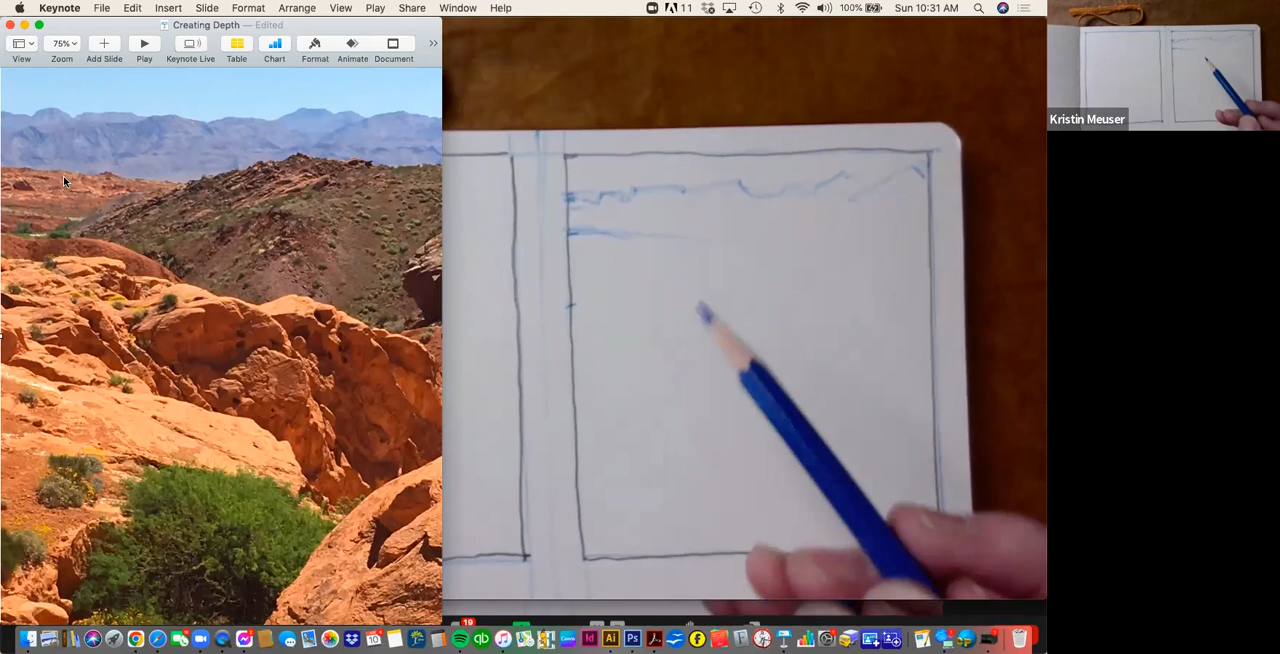 Keynote File Edit Insert Slide Format Arrange View Play Share Window Help 11 100% Sun 10:31 AM
Creating Depth — Edited
75%
View Zoom Add Slide Play Keynote Live Table Chart Format Animate Document
Kristin Meuser
19